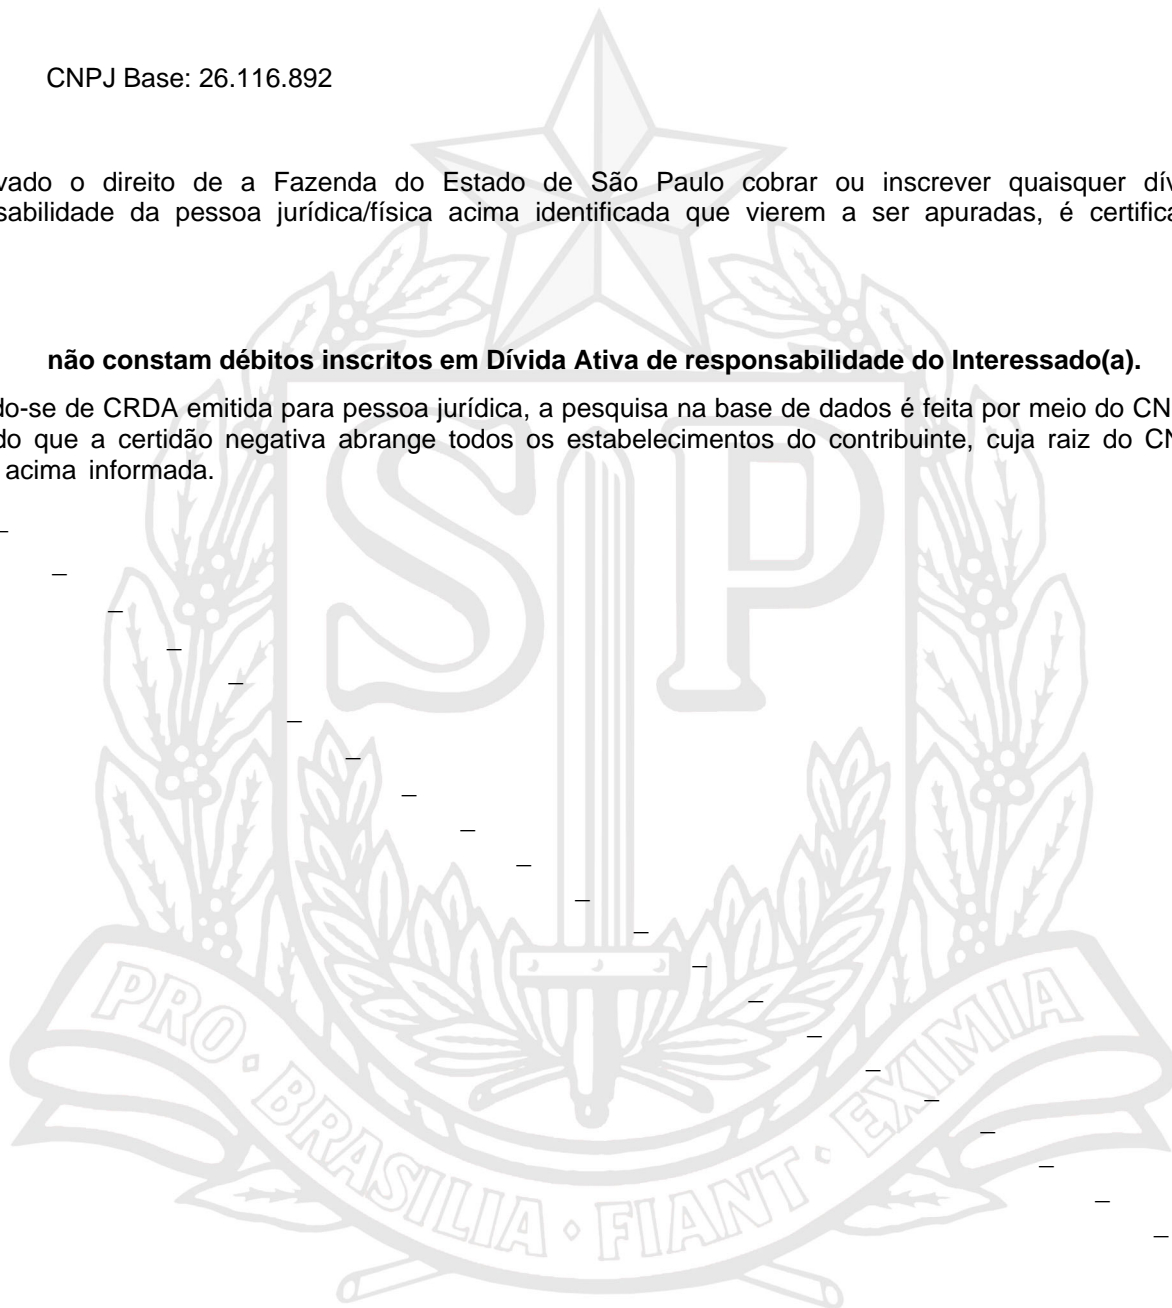 CNPJ Base: 26.116.892
vado o direito de a Fazenda do Estado de São Paulo cobrar ou inscrever quaisquer dív
sabilidade da pessoa jurídica/física acima identificada que vierem a ser apuradas, é certifica
não constam débitos inscritos em Dívida Ativa de responsabilidade do Interessado(a).
do-se de CRDA emitida para pessoa jurídica, a pesquisa na base de dados é feita por meio do CN
do que a certidão negativa abrange todos os estabelecimentos do contribuinte, cuja raiz do CN
acima informada.
SP
PRO • BRASILIA • FIANT • EXIMIA